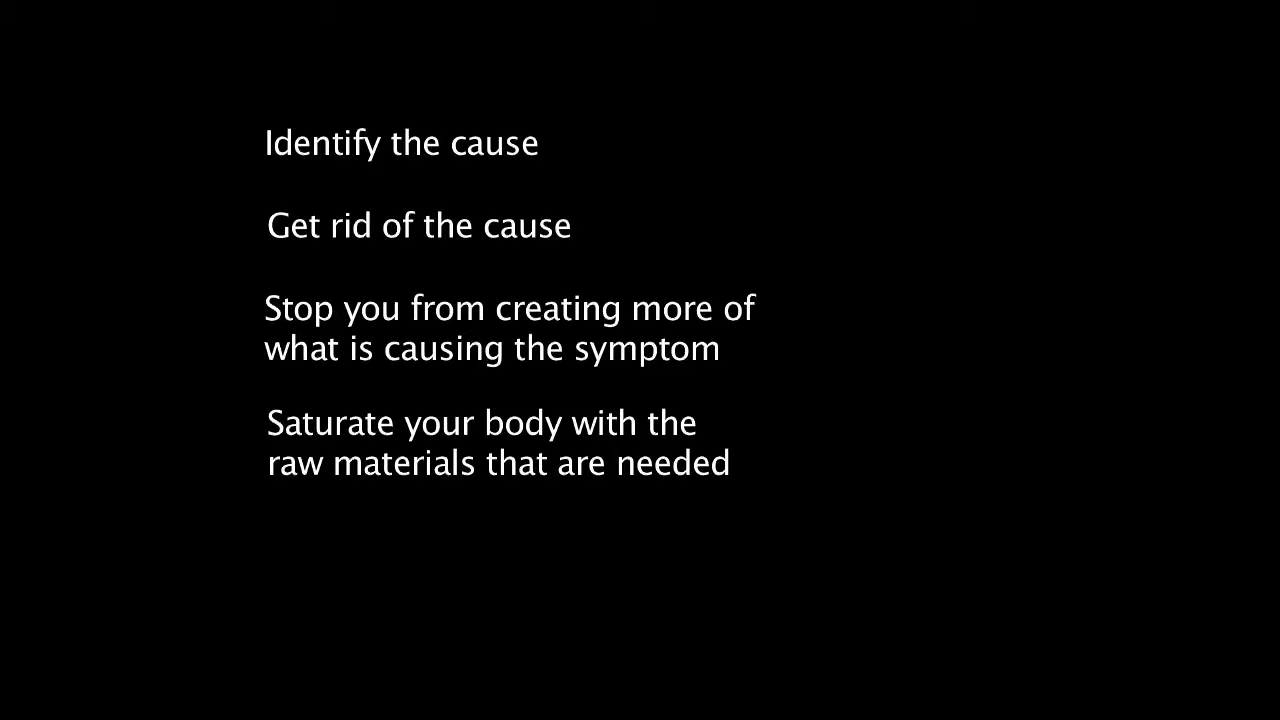 Identify the cause
Get rid of the cause
Stop you from creating more of
what is causing the symptom
Saturate your body with the
raw materials that are needed